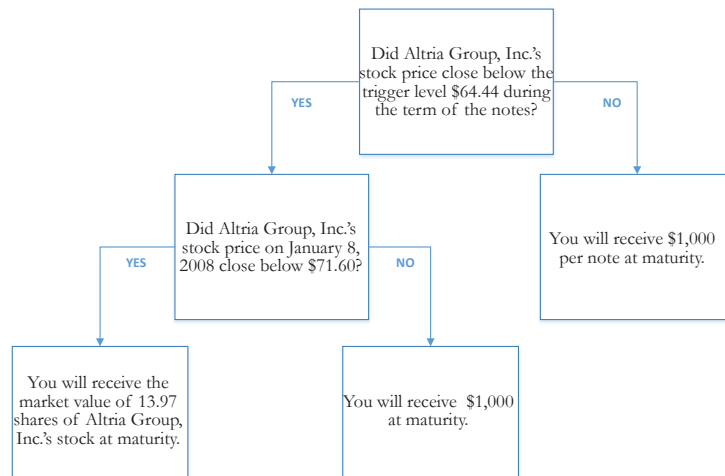 Did Altria Group, Inc.'s
stock price close below the
trigger level $64.44 during
the term of the notes?
YES
NO
Did Altria Group, Inc.'s
stock price on January 8,
2008 close below $71.60?
You will receive $1,000
per note at maturity.
YES
NO
You will receive the
market value of 13.97
shares of Altria Group,
Inc.'s stock at maturity.
You will receive $1,000
at maturity.